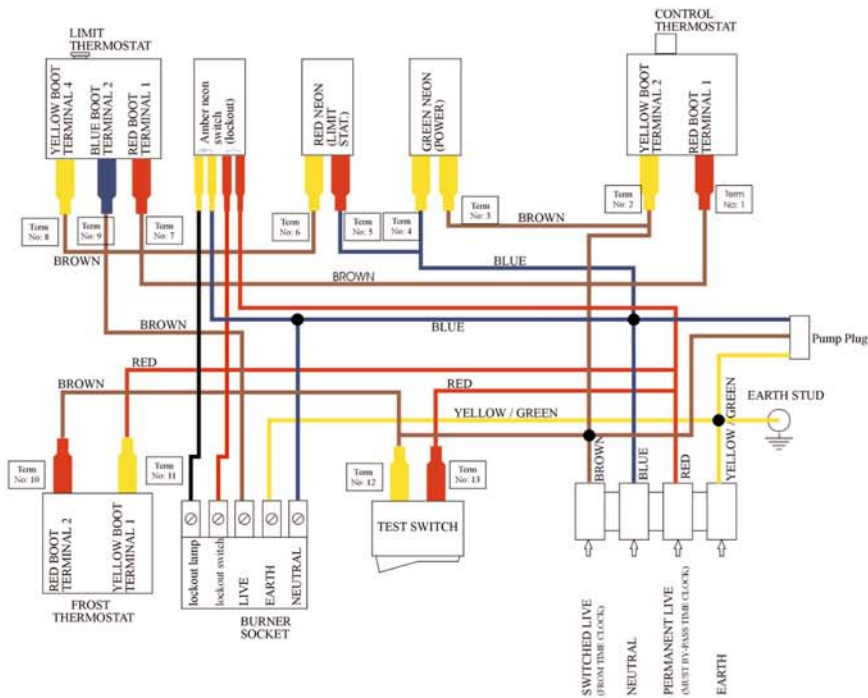 LIMIT
THERMOSTAT
CONTROL
THERMOSTAT
YELLOW BOOT
TERMINAL 4
BLUE BOOT
TERMINAL 2
RED BOOT
TERMINAL 1
Amber neon
switch
(lockout)
RED NEON
(LIMIT
STAT.)
GREEN NEON
(POWER)
YELLOW BOOT
TERMINAL 2
RED BOOT
TERMINAL 1
Term
No: 8
Term
No: 9
Term
No: 7
Term
No: 6
Term
No: 5
Term
No: 4
Term
No: 3
Term
No: 2
Term
No: 1
BROWN
BROWN
BROWN
BLUE
BROWN
BLUE
Pump Plug
RED
BROWN
RED
YELLOW / GREEN
EARTH STUD
Term
No: 10
Term
No: 11
Term
No: 12
Term
No: 13
BROWN
BLUE
RED
YELLOW / GREEN
RED BOOT
TERMINAL 2
YELLOW BOOT
TERMINAL 1
FROST
THERMOSTAT
lockout lamp
lockout switch
LIVE
EARTH
NEUTRAL
BURNER
SOCKET
TEST SWITCH
SWITCHED LIVE
(FROM TIME CLOCK)
NEUTRAL
PERMANENT LIVE
(MUST BY-PASS TIME CLOCK)
EARTH